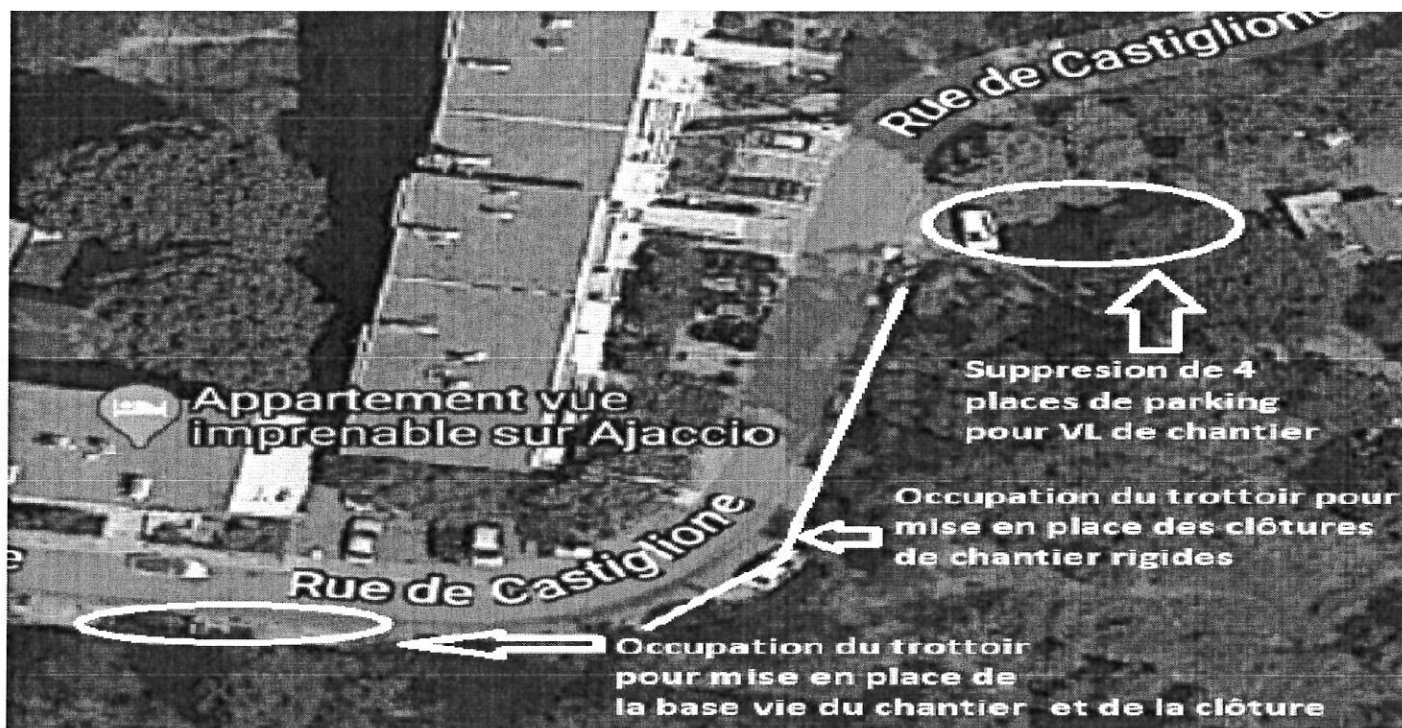 Rue de Castiglione
Suppresion de 4
places de parking
pour VL de chantier
Appartement vue
imprenable sur Ajaccio
Occupation du trottoir pour
mise en place des clôtures
de chantier rigides
e
Rue de Castiglione
Occupation du trottoir
pour mise en place de
la base vie du chantier et de la clôture